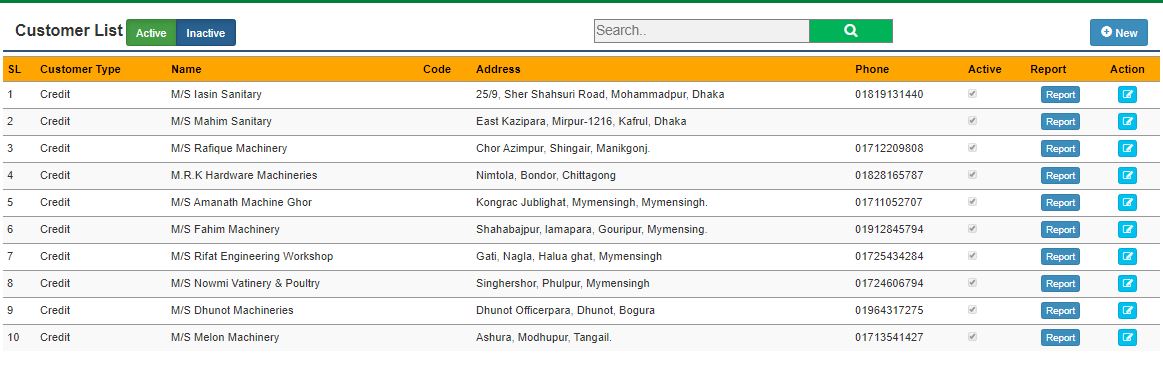 Customer List Active Inactive Search.. New
SL Customer Type Name Code Address Phone Active Report Action
1 Credit M/S Iasin Sanitary 25/9, Sher Shahsuri Road, Mohammadpur, Dhaka 01819131440 Report
2 Credit M/S Mahim Sanitary East Kazipara, Mirpur-1216, Kafrul, Dhaka Report
3 Credit M/S Rafique Machinery Chor Azimpur, Shingair, Manikgonj. 01712209808 Report
4 Credit M.R.K Hardware Machineries Nimtola, Bondor, Chittagong 01828165787 Report
5 Credit M/S Amanath Machine Ghor Kongrac Jublighat, Mymensingh, Mymensingh. 01711052707 Report
6 Credit M/S Fahim Machinery Shahabajpur, Iamapara, Gouripur, Mymensing. 01912845794 Report
7 Credit M/S Rifat Engineering Workshop Gati, Nagla, Halua ghat, Mymensingh 01725434284 Report
8 Credit M/S Nowmi Vatinery & Poultry Singhershor, Phulpur, Mymensingh 01724606794 Report
9 Credit M/S Dhunot Machineries Dhunot Officerpara, Dhunot, Bogura 01964317275 Report
10 Credit M/S Melon Machinery Ashura, Modhupur, Tangail. 01713541427 Report